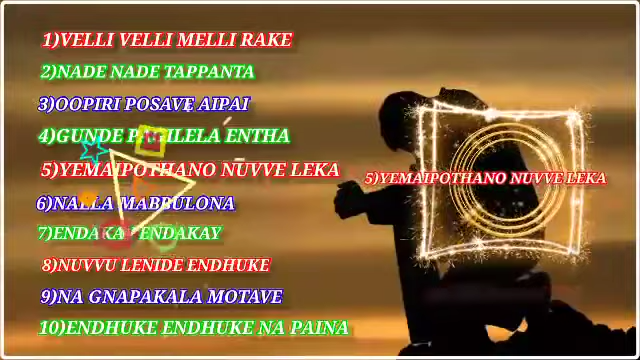 1)VELLI VELLI MELLI RAKE
2)NADE NADE TAPPANTA
3)OOPIRI POSAVE AIPAI
4)GUNDE ENTHA
5)YEMAIPOTHANO NUVVE LEKA
5)YEMAIPOTHANO NUVVE LEKA
6)NALLA MABBULONA
7)ENDAKA ENDAKAY
8)NUVVU LENIDE ENDHUKE
9)NA GNAPAKALA MOTAVE
10)ENDHUKE ENDHUKE NA PAINA